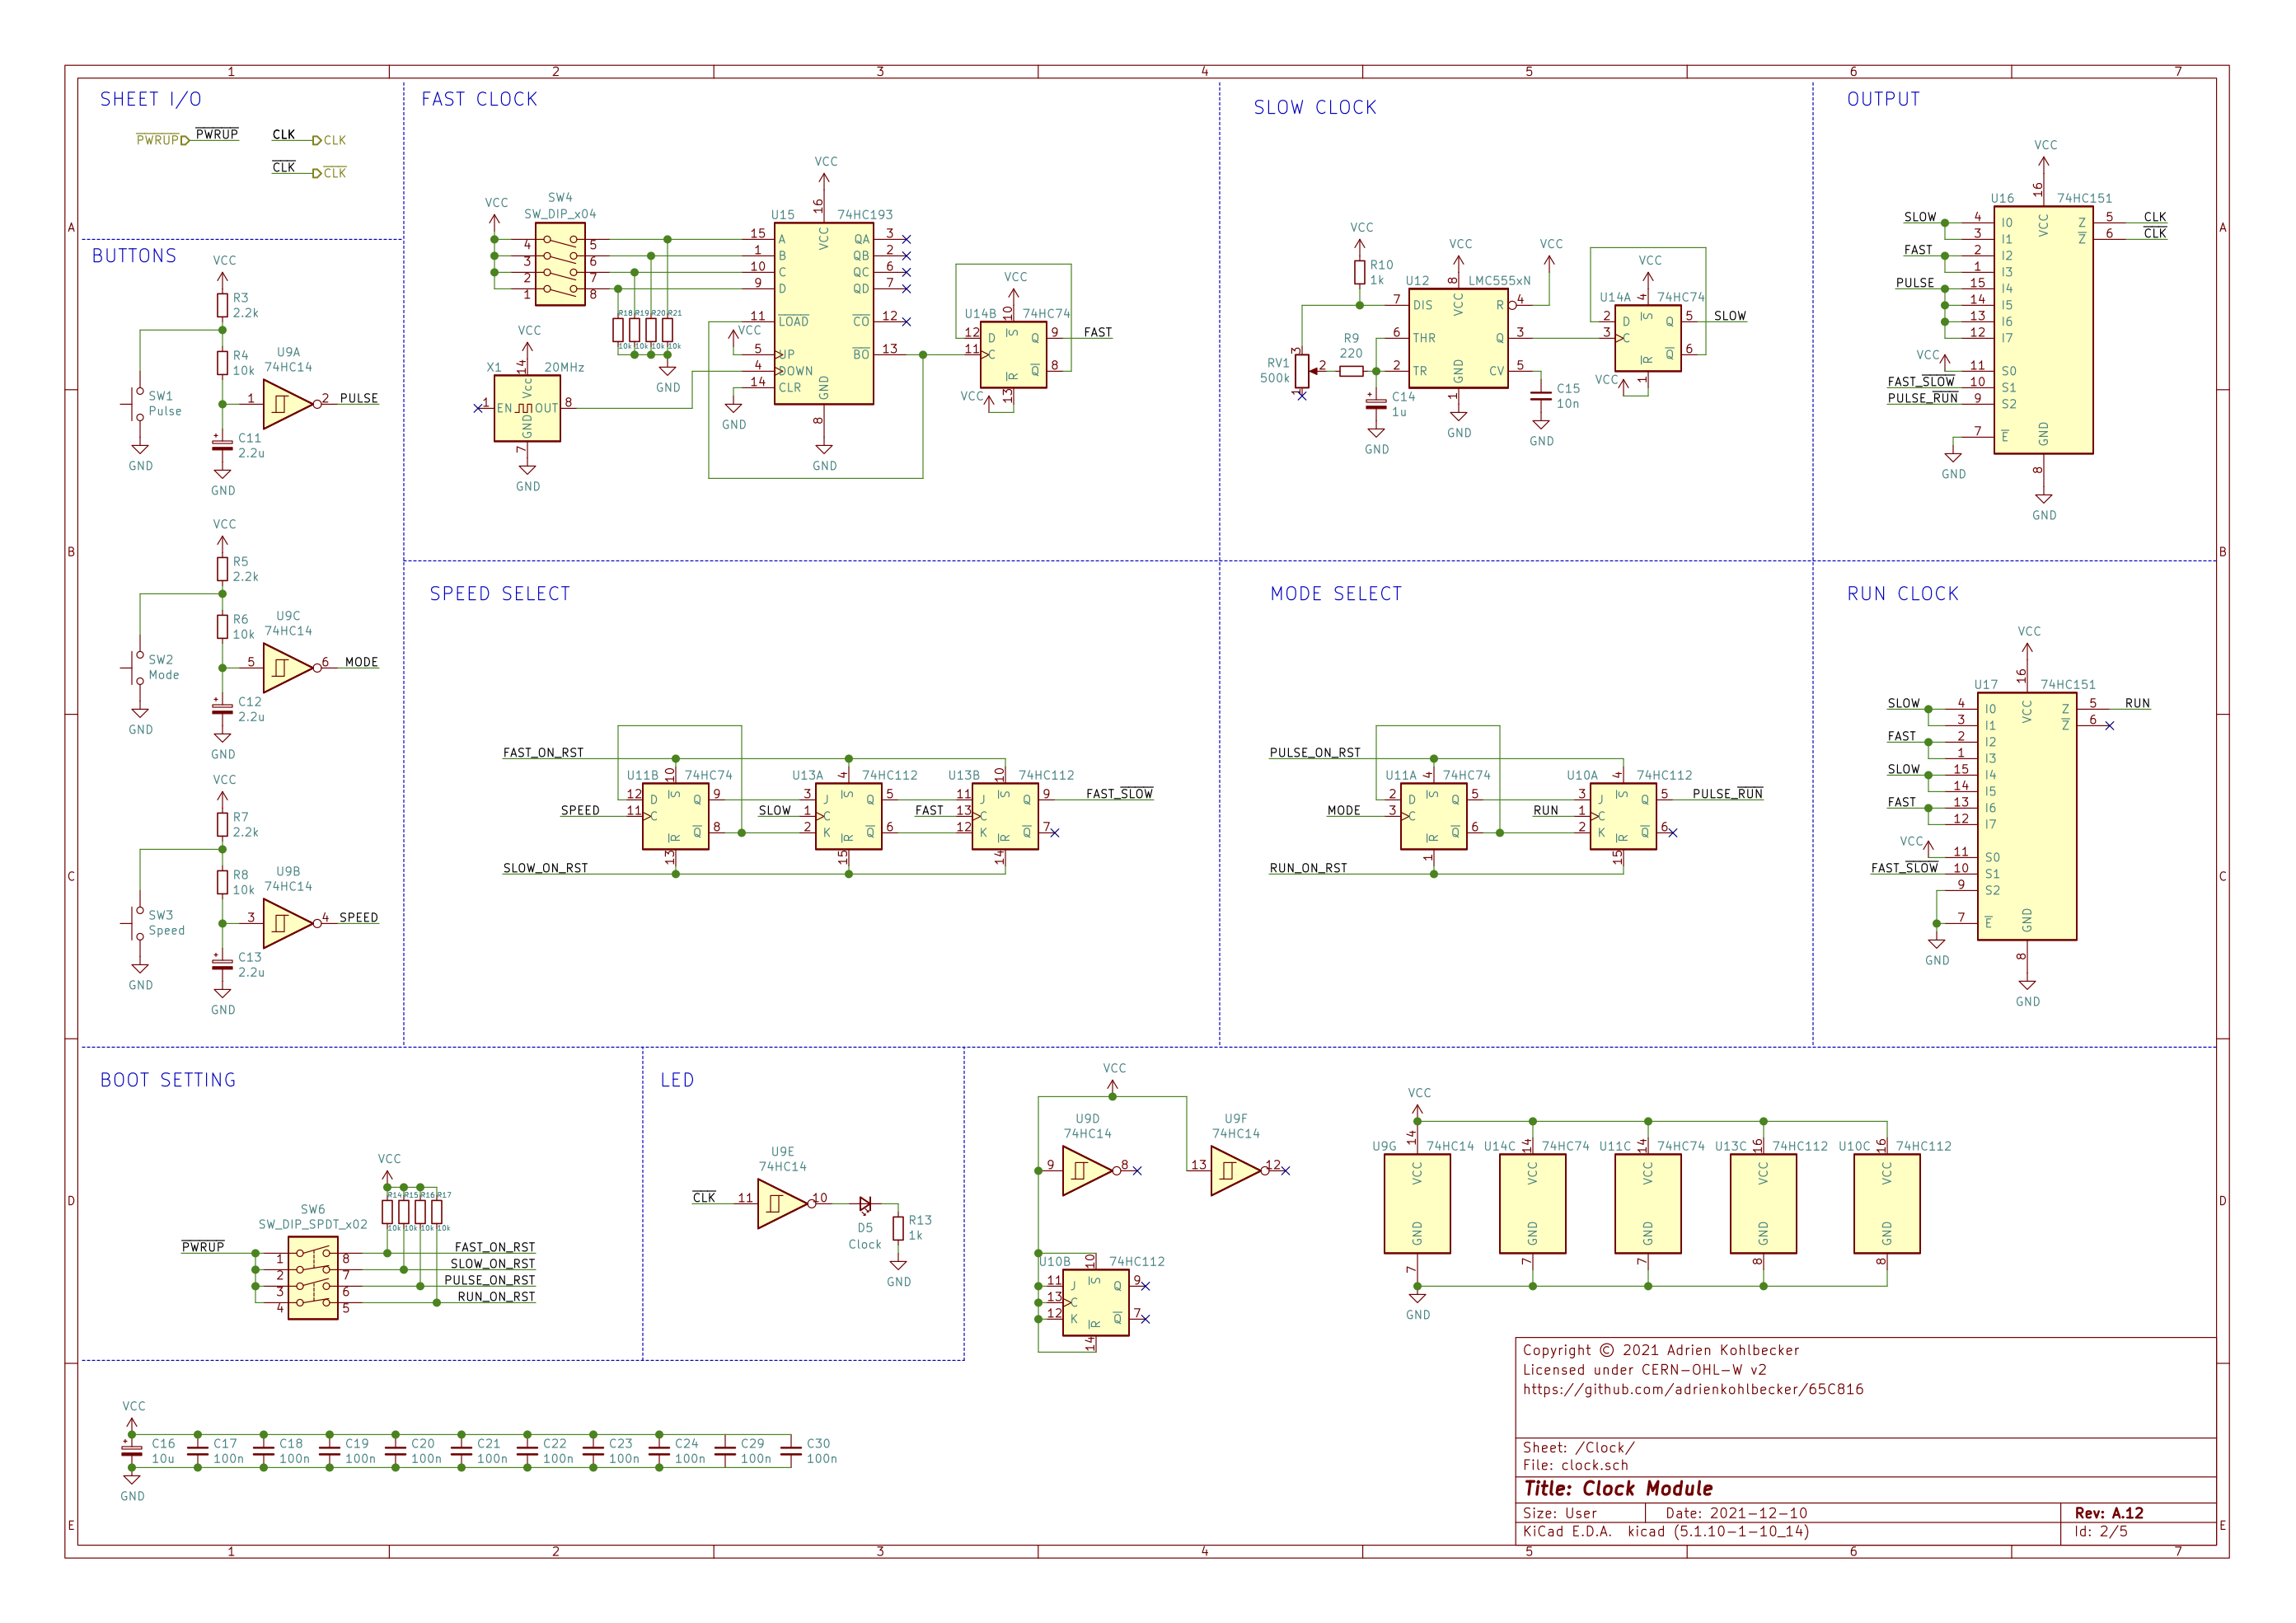 1 2 3 4 5 6 7
A B C D E
SHEET I/O
PWRUP PWRUP CLK CLK
CLK CLK
BUTTONS
VCC
R3
2.2k
R4
10k
U9A
74HC14
SW1
Pulse
1 2 PULSE
C11
2.2u
GND
GND
VCC
R5
2.2k
R6
10k
U9C
74HC14
SW2
Mode
5 6 MODE
C12
2.2u
GND
GND
VCC
R7
2.2k
R8
10k
U9B
74HC14
SW3
Speed
3 4 SPEED
C13
2.2u
GND
GND
FAST CLOCK
VCC
SW4
SW_DIP_x04
4 5
3 6
2 7
1 8
R18 R19 R20 R21
10k 10k 10k 10k
GND
X1 20MHz
VCC
14
Vcc
1 EN OUT 8
GND
7
GND
VCC
16
U15 74HC193
VCC
15 A QA 3
1 B QB 2
10 C QC 6
9 D QD 7
11 LOAD CO 12
VCC
5 UP BO 13
4 DOWN
14 CLR
GND
GND
8
GND
VCC
10
U14B 74HC74
12 D S Q 9 FAST
11 C
R Q 8
13
VCC
SLOW CLOCK
VCC
R10
1k
RV1
500k
3
2
1
R9
220
C14
1u
GND
VCC
8
U12 LMC555xN
VCC
7 DIS R 4
6 THR Q 3
2 TR CV 5
GND
1
GND
VCC
C15
10n
GND
VCC
4
U14A 74HC74
2 D S Q 5 SLOW
3 C
R Q 6
1
VCC
OUTPUT
VCC
16
U16 74HC151
VCC
SLOW 4 I0 Z 5 CLK
3 I1 Z 6 CLK
FAST 2 I2
1 I3
PULSE 15 I4
14 I5
13 I6
12 I7
VCC
11 S0
FAST_SLOW 10 S1
PULSE_RUN 9 S2
7 E
GND
GND
8
GND
SPEED SELECT
FAST_ON_RST
U11B 74HC74
10
12 D S Q 9
SPEED 11 C
R Q 8
13
U13A 74HC112
4
3 J S Q 5
SLOW 1 C
2 K R Q 6
15
U13B 74HC112
10
11 J S Q 9 FAST_SLOW
FAST 13 C
12 K R Q 7
14
SLOW_ON_RST
MODE SELECT
PULSE_ON_RST
U11A 74HC74
4
2 D S Q 5
MODE 3 C
R Q 6
1
U10A 74HC112
4
3 J S Q 5 PULSE_RUN
RUN 1 C
2 K R Q 6
15
RUN_ON_RST
RUN CLOCK
VCC
16
U17 74HC151
VCC
SLOW 4 I0 Z 5 RUN
3 I1 Z 6
FAST 2 I2
1 I3
SLOW 15 I4
14 I5
FAST 13 I6
12 I7
VCC
11 S0
FAST_SLOW 10 S1
9 S2
7 E
GND
GND
8
GND
BOOT SETTING
VCC
R14 R15 R16 R17
10k 10k 10k 10k
SW6
SW_DIP_SPDT_x02
PWRUP 1 8 FAST_ON_RST
2 7 SLOW_ON_RST
3 6 PULSE_ON_RST
4 5 RUN_ON_RST
LED
U9E
74HC14
CLK 11 10
D5
Clock
R13
1k
GND
VCC
U9D
74HC14
9 8
U9F
74HC14
13 12
U10B 74HC112
10
11 J S Q 9
13 C
12 K R Q 7
14
VCC
U9G 74HC14 U14C 74HC74 U11C 74HC74 U13C 74HC112 U10C 74HC112
14 14 14 16 16
VCC VCC VCC VCC VCC
GND GND GND GND GND
7 7 7 8 8
GND
VCC
C16 C17 C18 C19 C20 C21 C22 C23 C24 C29 C30
10u 100n 100n 100n 100n 100n 100n 100n 100n 100n 100n
GND
Copyright © 2021 Adrien Kohlbecker
Licensed under CERN-OHL-W v2
https://github.com/adrienkohlbecker/65C816
Sheet: /Clock/
File: clock.sch
Title: Clock Module
Size: User Date: 2021-12-10 Rev: A.12
KiCad E.D.A. kicad (5.1.10-1-10_14) Id: 2/5
1 2 3 4 5 6 7
A B C D E